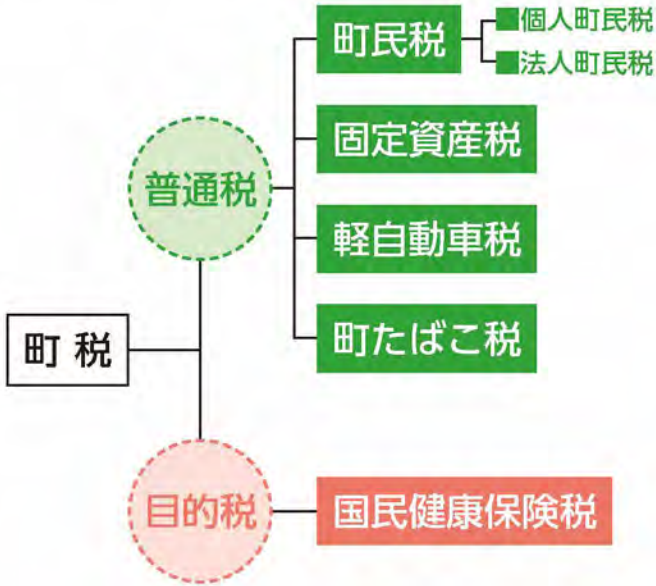 町民税
■個人町民税
■法人町民税
固定資産税
普通税
軽自動車税
町たばこ税
町 税
目的税
国民健康保険税